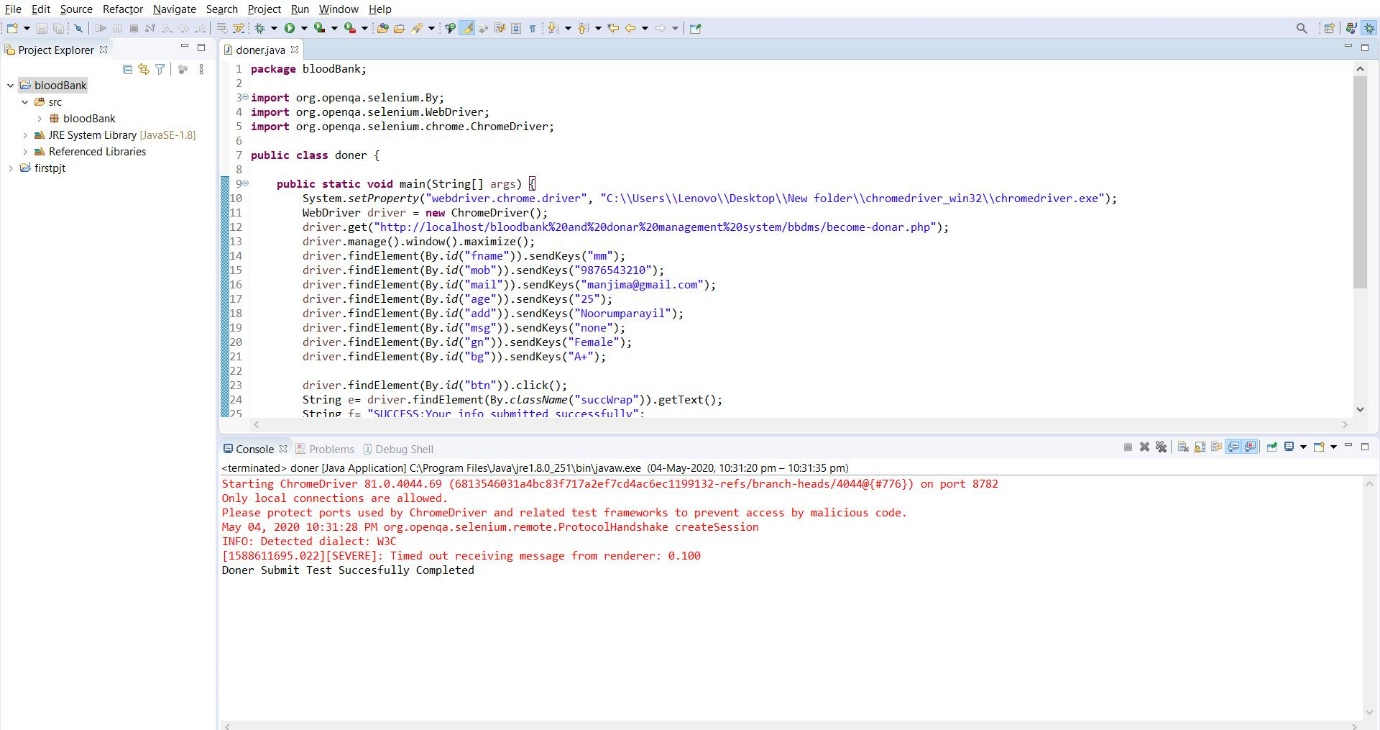 File Edit Source Refactor Navigate Search Project Run Window Help
Project Explorer
bloodBank
src
bloodBank
JRE System Library [JavaSE-1.8]
Referenced Libraries
firstpjt
doner.java
1 package bloodBank;
2
3 import org.openqa.selenium.By;
4 import org.openqa.selenium.WebDriver;
5 import org.openqa.selenium.chrome.ChromeDriver;
6
7 public class doner {
8
9 public static void main(String[] args) {
10 System.setProperty("webdriver.chrome.driver", "C:\\Users\\Lenovo\\Desktop\\New folder\\chromedriver_win32\\chromedriver.exe");
11 WebDriver driver = new ChromeDriver();
12 driver.get("http://localhost/bloodbank%20and%20donar%20management%20system/bbdms/become-donar.php");
13 driver.manage().window().maximize();
14 driver.findElement(By.id("fname")).sendKeys("mm");
15 driver.findElement(By.id("mob")).sendKeys("9876543210");
16 driver.findElement(By.id("mail")).sendKeys("manjima@gmail.com");
17 driver.findElement(By.id("age")).sendKeys("25");
18 driver.findElement(By.id("add")).sendKeys("Noorumparayil");
19 driver.findElement(By.id("msg")).sendKeys("none");
20 driver.findElement(By.id("gn")).sendKeys("Female");
21 driver.findElement(By.id("bg")).sendKeys("A+");
22
23 driver.findElement(By.id("btn")).click();
24 String e= driver.findElement(By.className("succWrap")).getText();
25 String f= "SUCCESS:Your info submitted successfully";
Console Problems Debug Shell
<terminated> doner [Java Application] C:\Program Files\Java\jre1.8.0_251\bin\javaw.exe (04-May-2020, 10:31:20 pm – 10:31:35 pm)
Starting ChromeDriver 81.0.4044.69 (6813546031a4bc83f717a2ef7cd4ac6ec1199132-refs/branch-heads/4044@{#776}) on port 8782
Only local connections are allowed.
Please protect ports used by ChromeDriver and related test frameworks to prevent access by malicious code.
May 04, 2020 10:31:28 PM org.openqa.selenium.remote.ProtocolHandshake createSession
INFO: Detected dialect: W3C
[1588611695.022][SEVERE]: Timed out receiving message from renderer: 0.100
Doner Submit Test Succesfully Completed